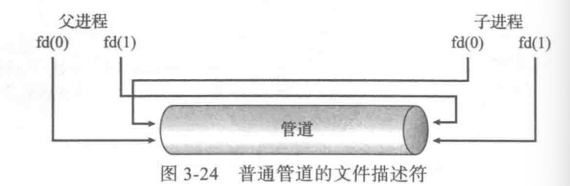 父进程 子进程
fd(0) fd(1) fd(0) fd(1)
管道
图 3-24 普通管道的文件描述符